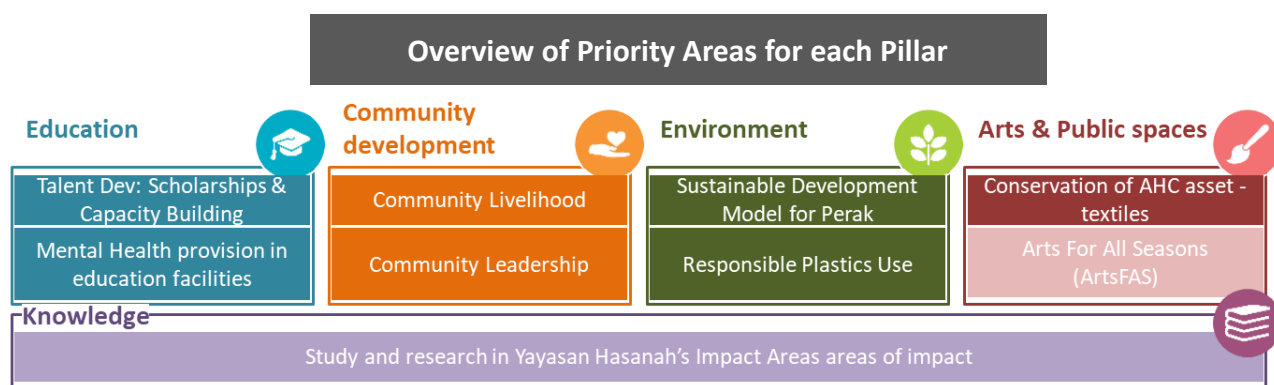 Overview of Priority Areas for each Pillar
Education
Talent Dev: Scholarships &
Capacity Building
Mental Health provision in
education facilities
Community
development
Community Livelihood
Community Leadership
Environment
Sustainable Development
Model for Perak
Responsible Plastics Use
Arts & Public spaces
Conservation of AHC asset -
textiles
Arts For All Seasons
(ArtsFAS)
Knowledge
Study and research in Yayasan Hasanah's Impact Areas areas of impact